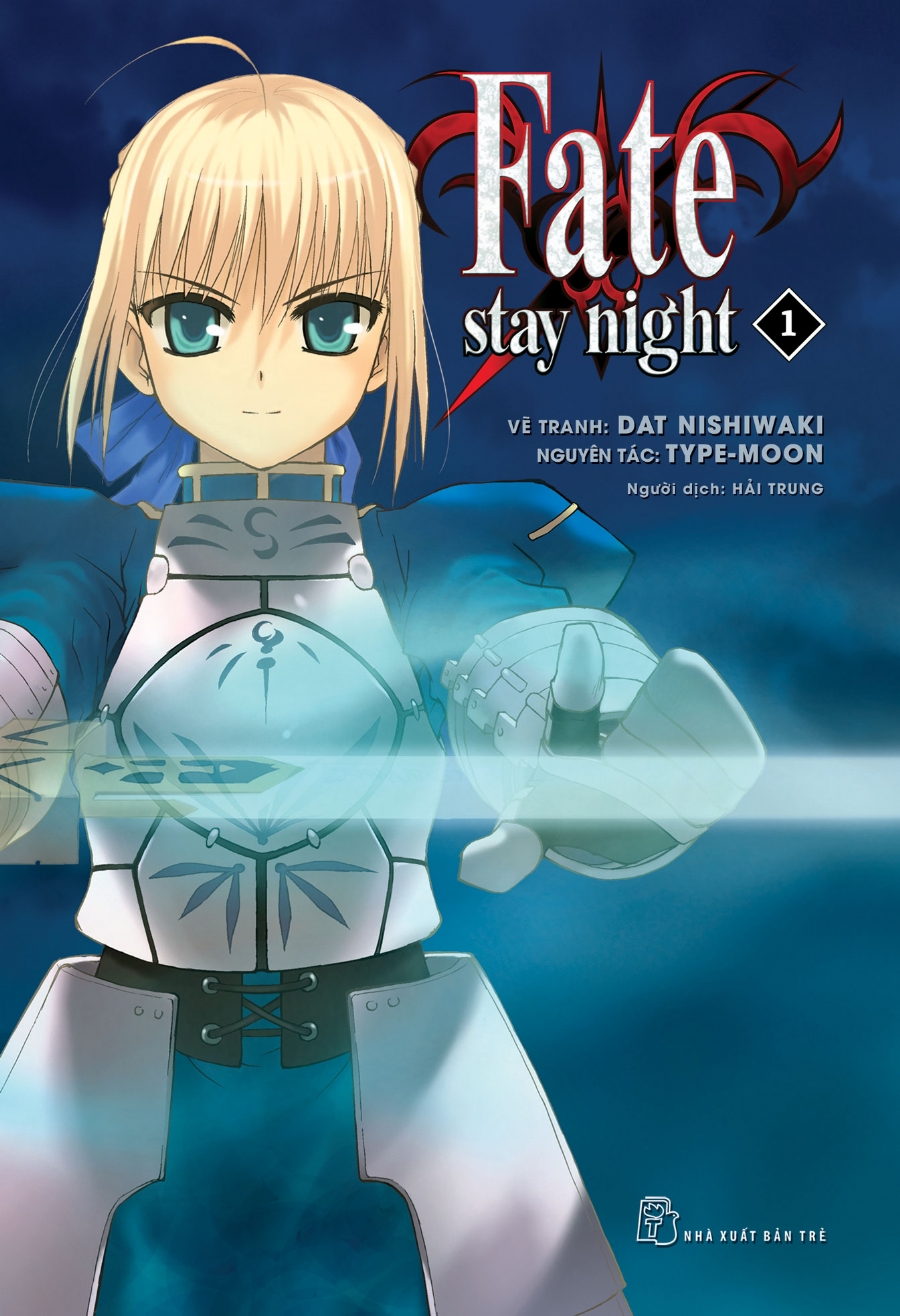 Fate
stay night
1
VẼ TRANH: DAT NISHIWAKI
NGUYÊN TÁC: TYPE-MOON
Người dịch: HẢI TRUNG
NHÀ XUẤT BẢN TRẺ